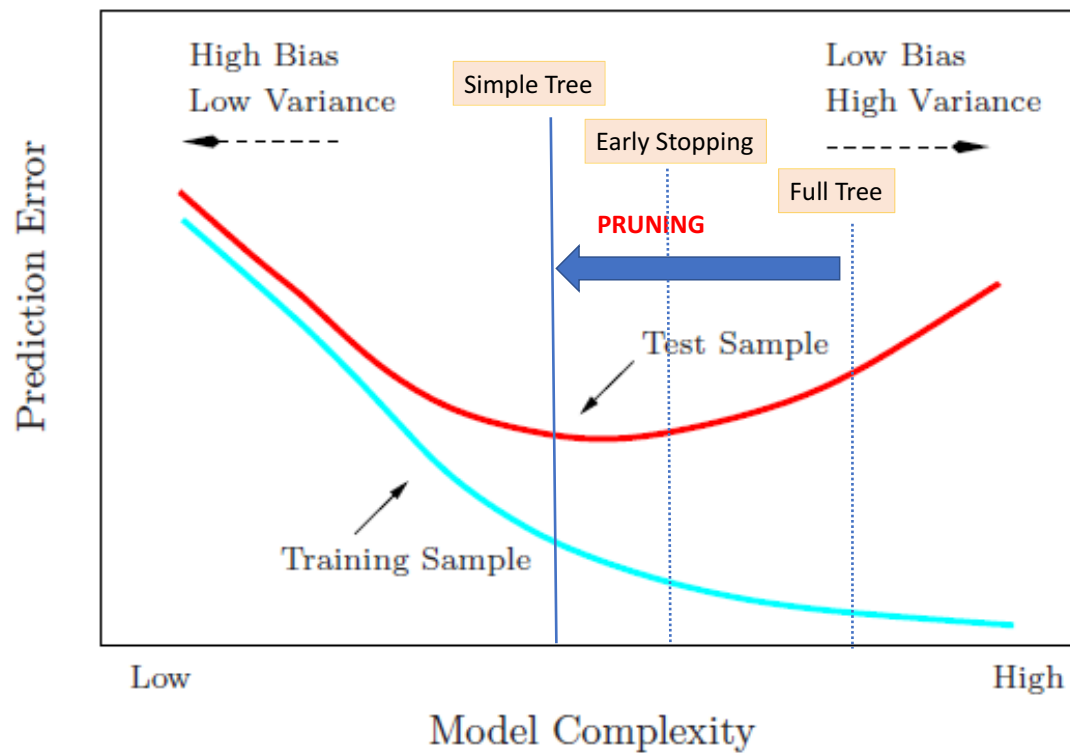 High Bias
Low Variance
Low Bias
High Variance
Simple Tree
Early Stopping
Full Tree
PRUNING
Test Sample
Training Sample
Prediction Error
Low
High
Model Complexity